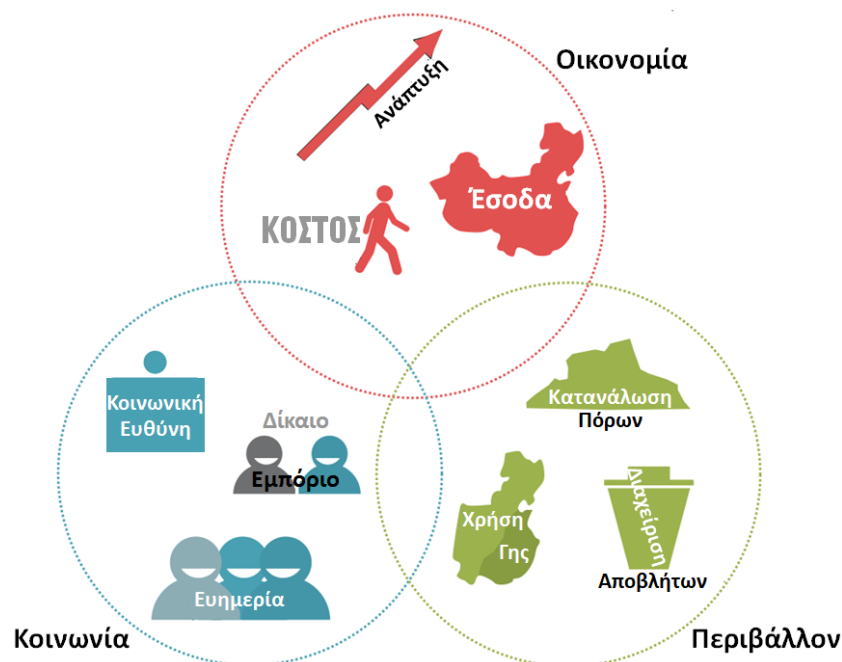 Οικονομία
Ανάπτυξη
Έσοδα
ΚΟΣΤΟΣ
Κοινωνική
Ευθύνη
Δίκαιο
Εμπόριο
Ευημερία
Κοινωνία
Κατανάλωση
Πόρων
Χρήση
Γης
Διαχείριση
Αποβλήτων
Περιβάλλον